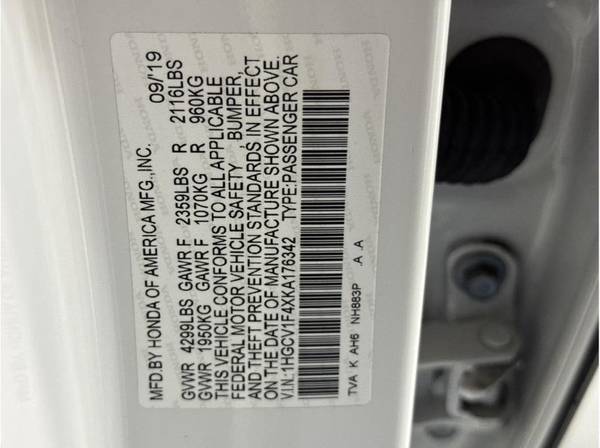 MFD.BY HONDA OF AMERICA MFG.,INC. 09/'19
GVWR 4299LBS GAWR F 2359LBS R 2116LBS
GVWR 1950KG GAWR F 1070KG R 960KG
THIS VEHICLE CONFORMS TO ALL APPLICABLE
FEDERAL MOTOR VEHICLE SAFETY , BUMPER,
AND THEFT PREVENTION STANDARDS IN EFFECT
ON THE DATE OF MANUFACTURE SHOWN ABOVE.
V.I.N.:1HGCV1F4XKA176342 TYPE:PASSENGER CAR
TVA K AH6 NH883P .A .A